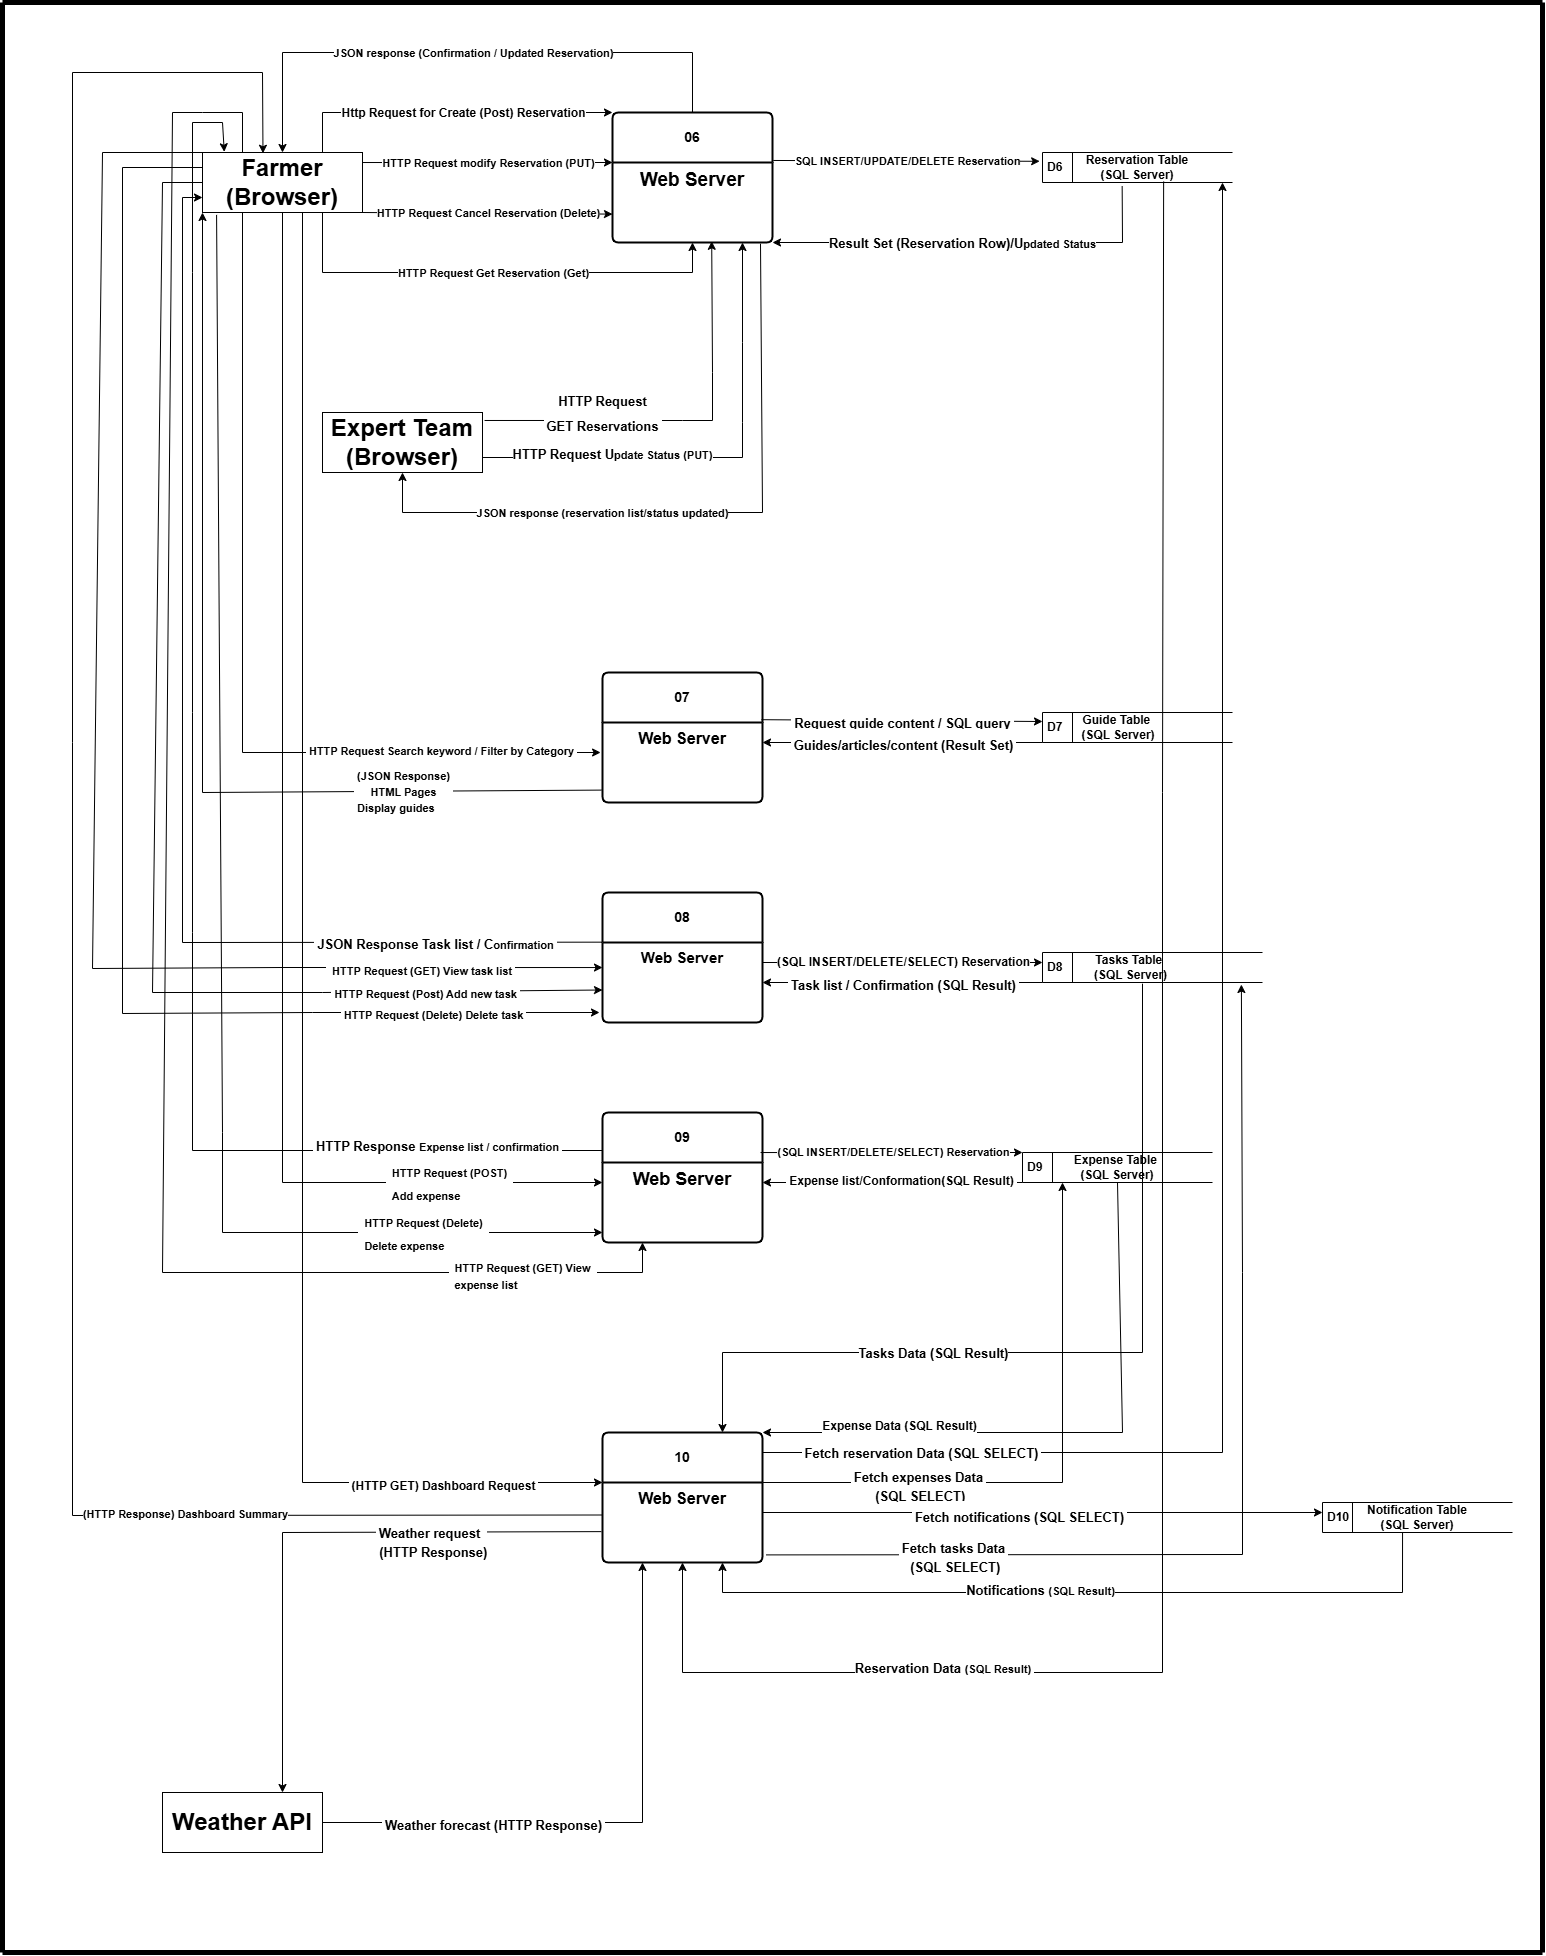 JSON response (Confirmation / Updated Reservation)
Http Request for Create (Post) Reservation
06
Farmer
(Browser)
HTTP Request modify Reservation (PUT)
Web Server
SQL INSERT/UPDATE/DELETE Reservation
D6
Reservation Table
(SQL Server)
HTTP Request Cancel Reservation (Delete)
Result Set (Reservation Row)/Updated Status
HTTP Request Get Reservation (Get)
HTTP Request
GET Reservations
Expert Team
(Browser)
HTTP Request Update Status (PUT)
JSON response (reservation list/status updated)
07
Web Server
Request guide content / SQL query
D7
Guide Table
(SQL Server)
Guides/articles/content (Result Set)
HTTP Request Search keyword / Filter by Category
(JSON Response)
HTML Pages
Display guides
08
Web Server
JSON Response Task list / Confirmation
HTTP Request (GET) View task list
HTTP Request (Post) Add new task
HTTP Request (Delete) Delete task
(SQL INSERT/DELETE/SELECT) Reservation
D8
Tasks Table
(SQL Server)
Task list / Confirmation (SQL Result)
09
Web Server
HTTP Response Expense list / confirmation
HTTP Request (POST)
Add expense
HTTP Request (Delete)
Delete expense
HTTP Request (GET) View
expense list
(SQL INSERT/DELETE/SELECT) Reservation
D9
Expense Table
(SQL Server)
Expense list/Conformation(SQL Result)
Tasks Data (SQL Result)
Expense Data (SQL Result)
10
Web Server
Fetch reservation Data (SQL SELECT)
Fetch expenses Data
(SQL SELECT)
(HTTP GET) Dashboard Request
(HTTP Response) Dashboard Summary
Fetch notifications (SQL SELECT)
D10
Notification Table
(SQL Server)
Weather request
(HTTP Response)
Fetch tasks Data
(SQL SELECT)
Notifications (SQL Result)
Reservation Data (SQL Result)
Weather API
Weather forecast (HTTP Response)